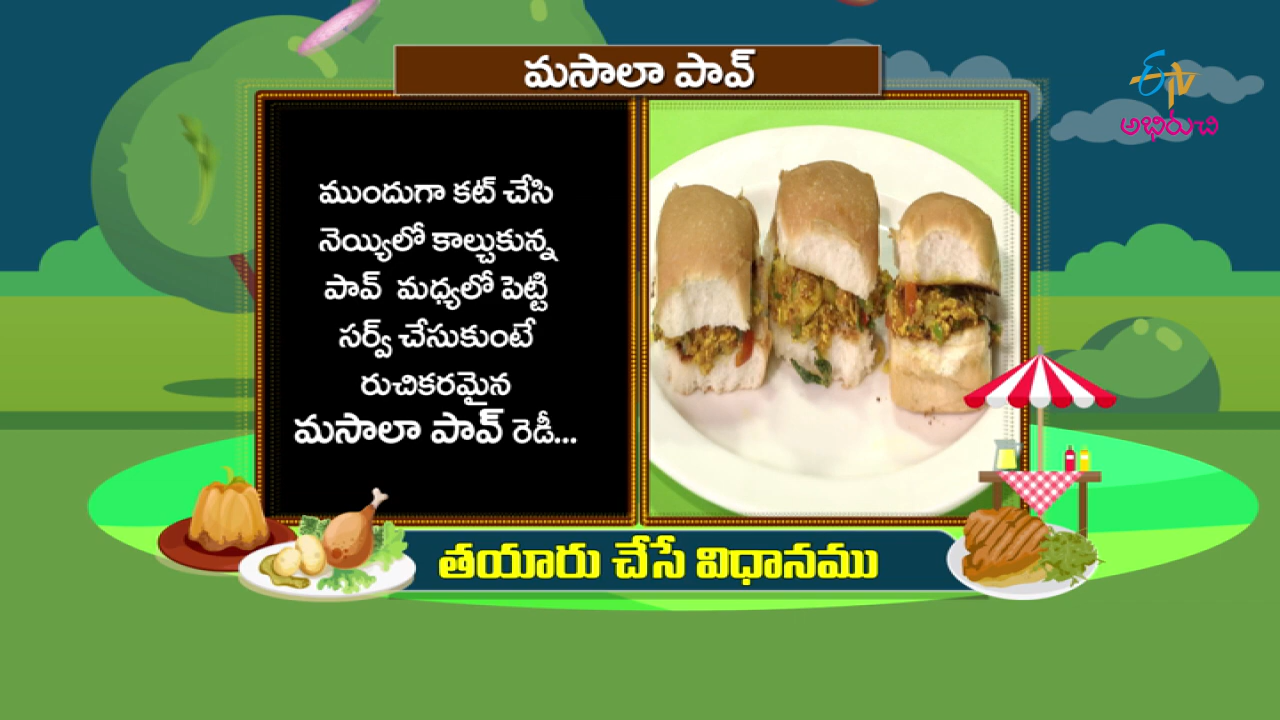 మసాలా పావ్
ETV
అభిరుచి
ముందుగా కట్ చేసి
నెయ్యిలో కాల్చుకున్న
పావ్ మధ్యలో పెట్టి
సర్వ్ చేసుకుంటే
రుచికరమైన
మసాలా పావ్ రెడీ...
తయారు చేసే విధానము